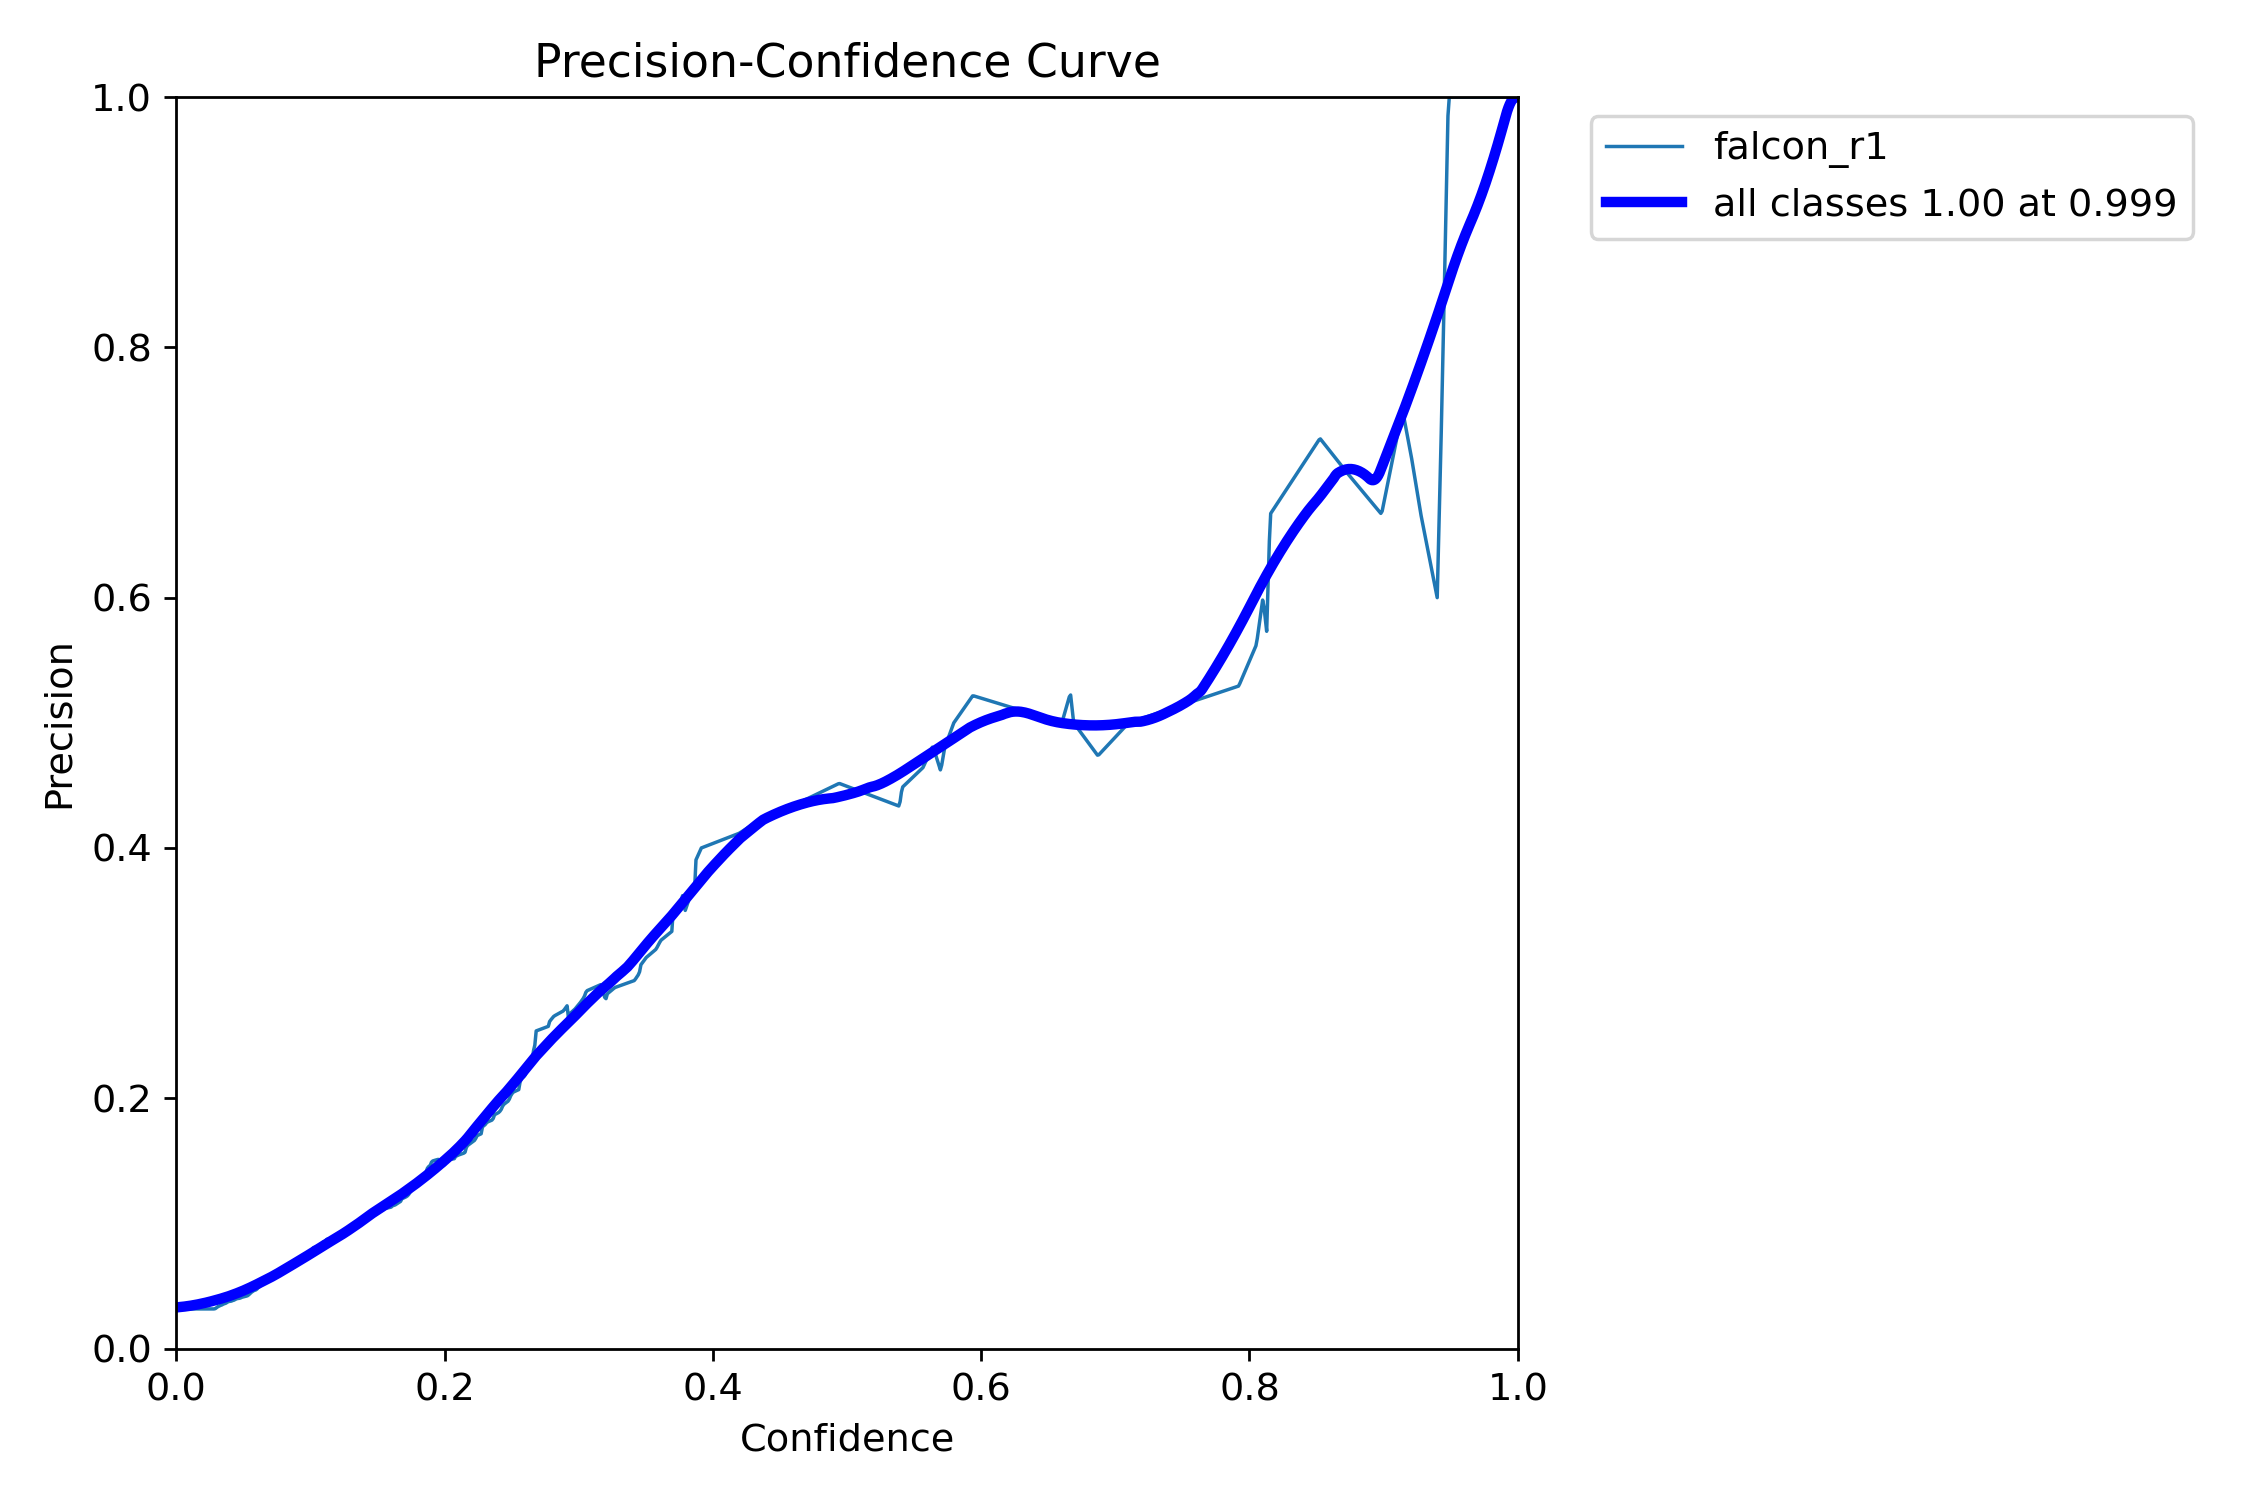 Precision-Confidence Curve
1.0
0.8
0.6
0.4
0.2
0.0
Precision
0.0 0.2 0.4 0.6 0.8 1.0
Confidence
falcon_r1
all classes 1.00 at 0.999